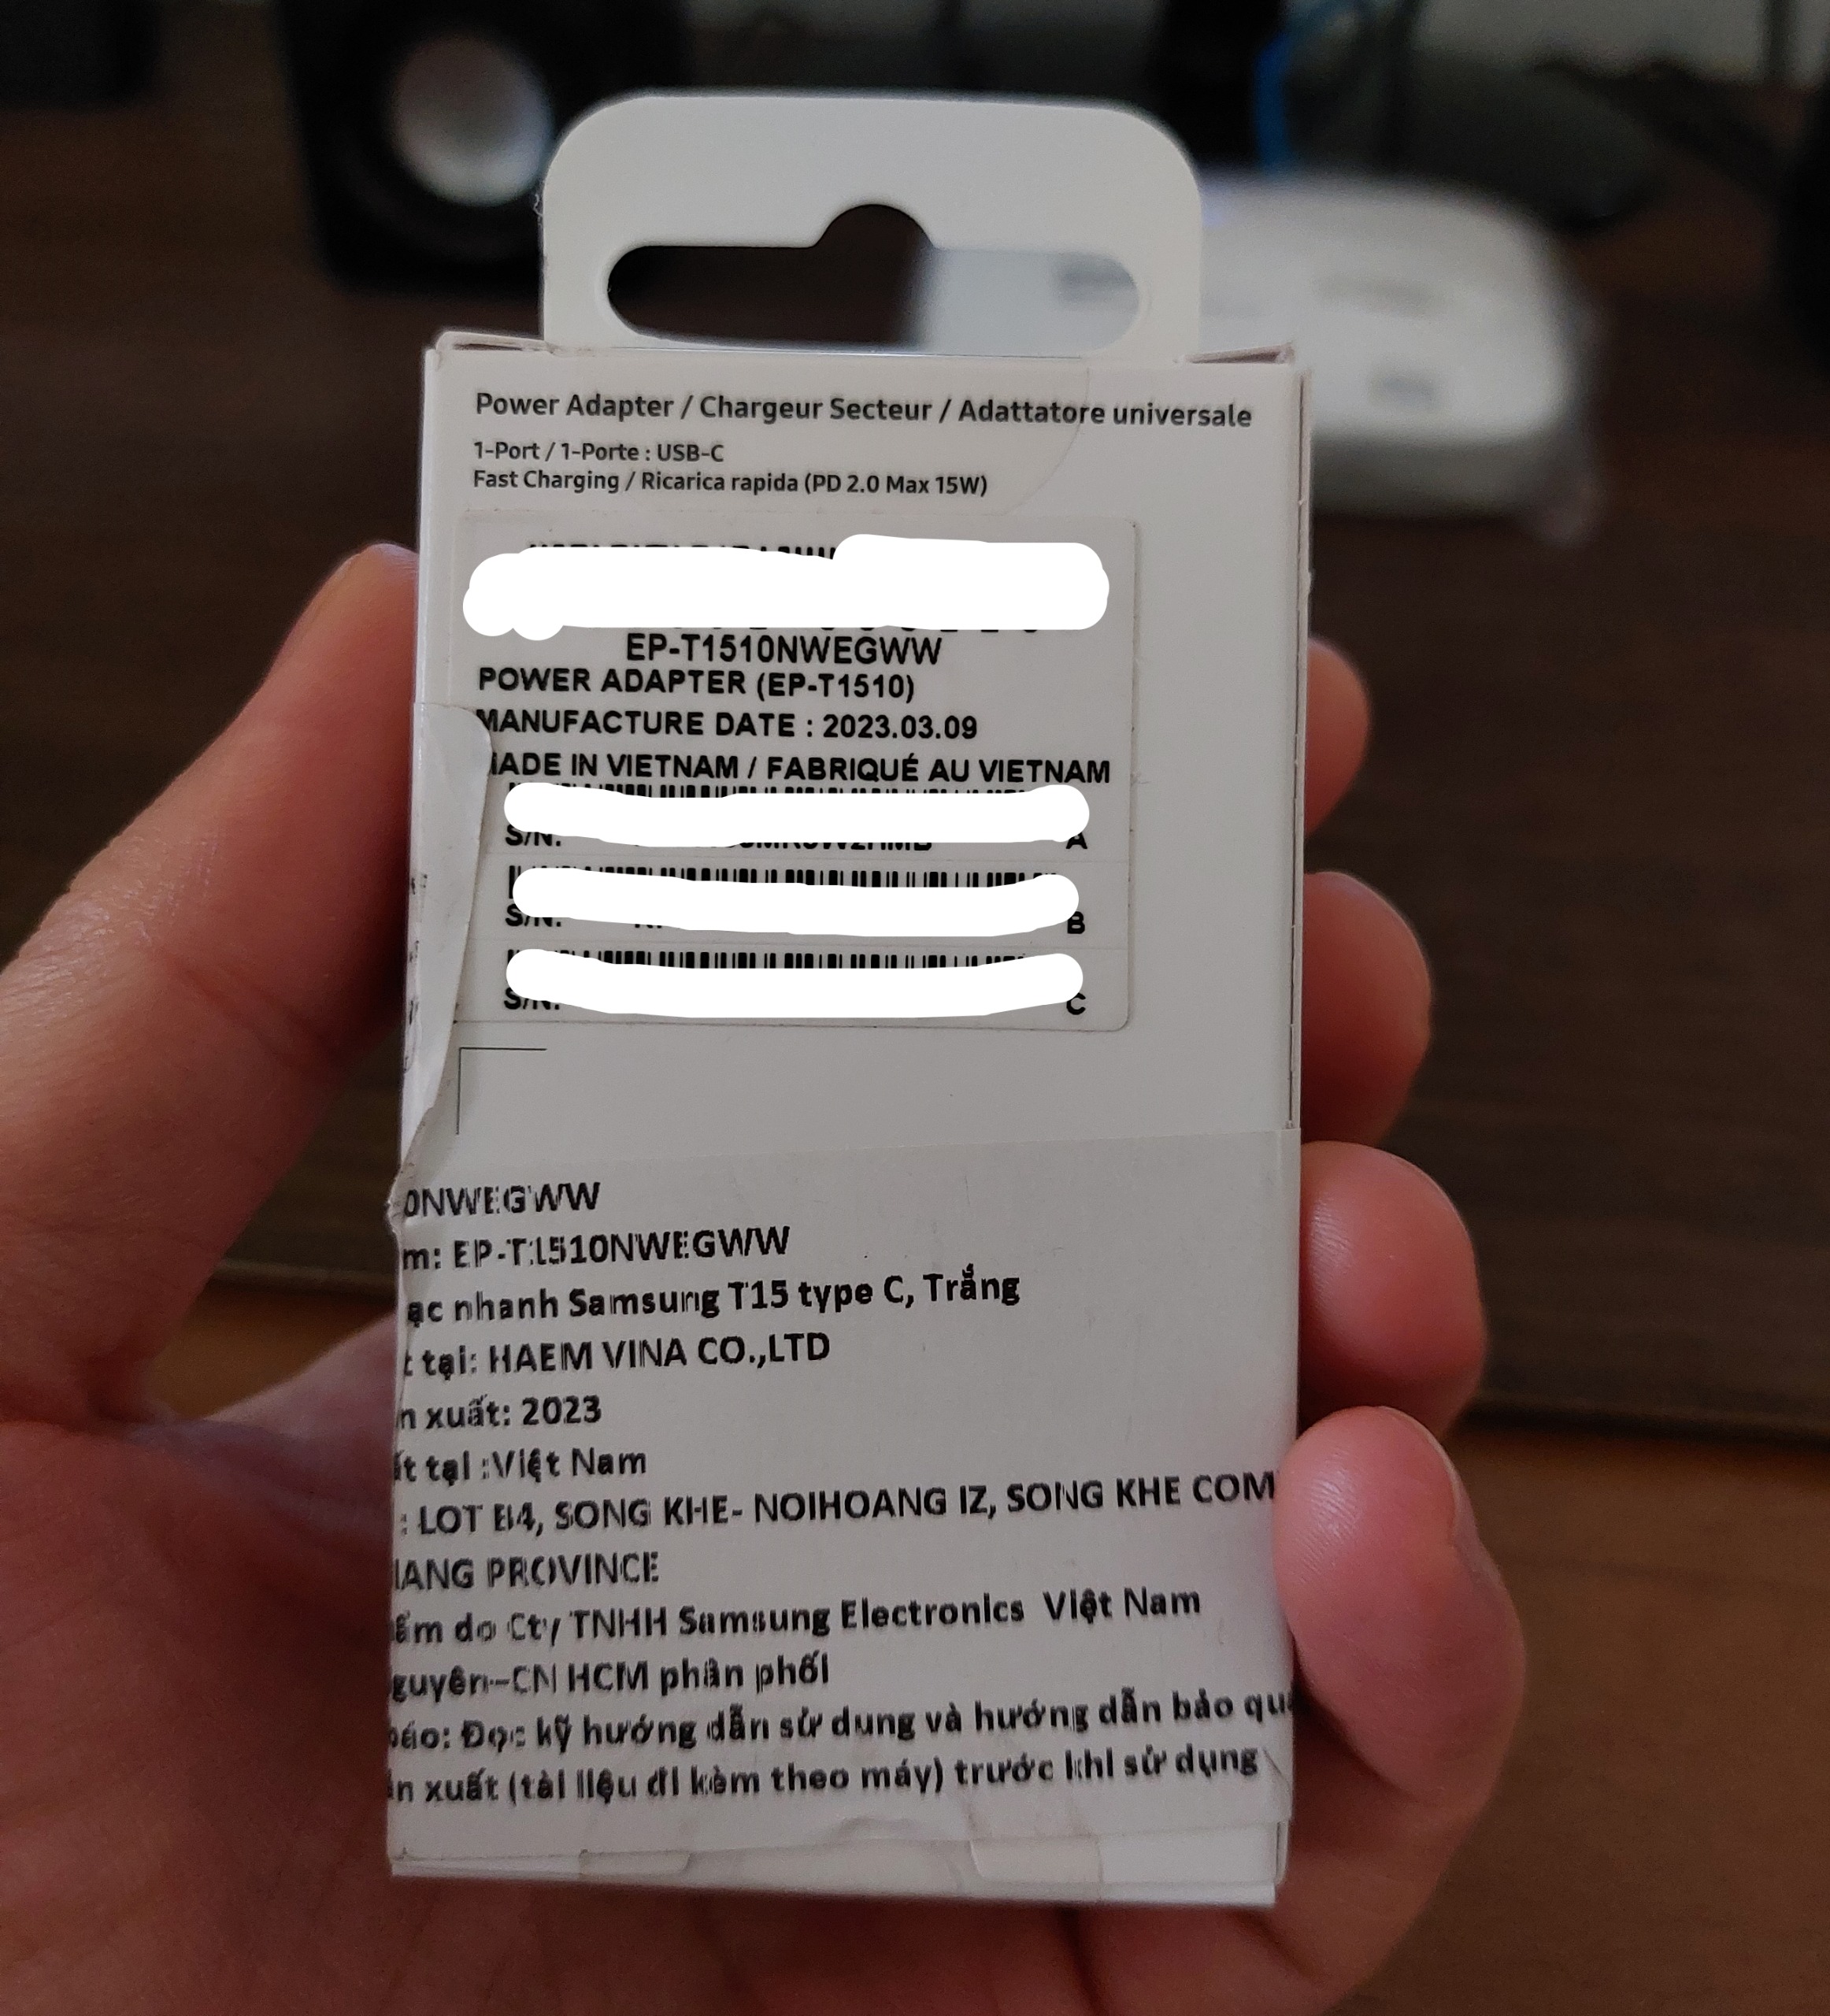 Power Adapter / Chargeur Secteur / Adattatore universale
1-Port / 1-Porte : USB-C
Fast Charging / Ricarica rapida (PD 2.0 Max 15W)
EP-T1510NWEGWW
POWER ADAPTER (EP-T1510)
MANUFACTURE DATE : 2023.03.09
MADE IN VIETNAM / FABRIQUÉ AU VIETNAM
S/N: A
S/N: B
S/N: C
0NWEGWW
m: EP-T1510NWEGWW
ạc nhanh Samsung T15 type C, Trắng
t tại: HAEM VINA CO.,LTD
n xuất: 2023
ất tại :Việt Nam
: LOT B4, SONG KHE- NOIHOANG IZ, SONG KHE COM
IANG PROVINCE
ẩm do Cty TNHH Samsung Electronics Việt Nam
guyên–CN HCM phân phối
báo: Đọc kỹ hướng dẫn sử dung và hướng dẫn bảo qu
n xuất (tài liệu đi kèm theo máy) trước khi sử dụng